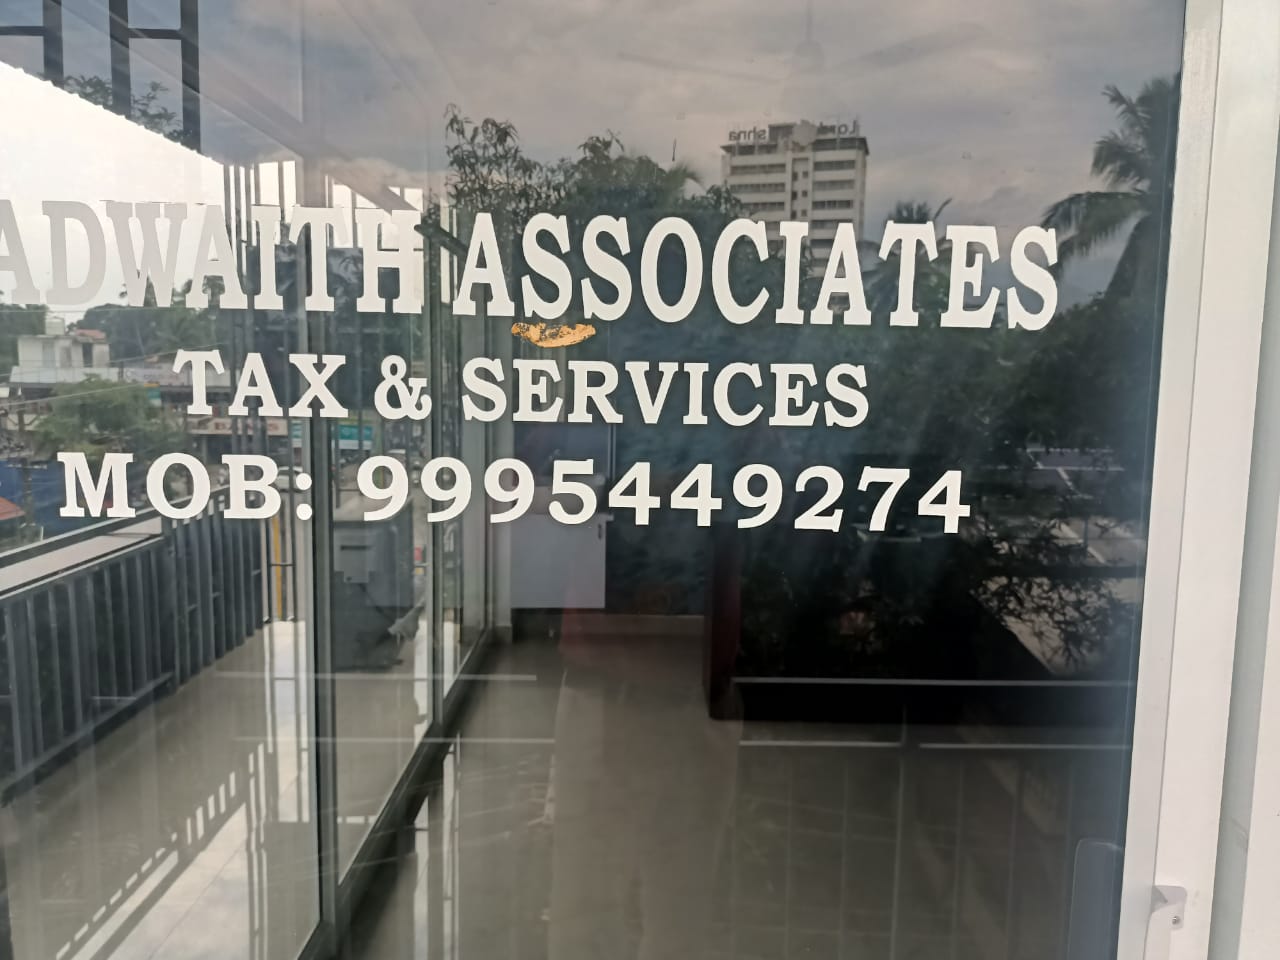 ADWAITH ASSOCIATES
TAX & SERVICES
MOB: 9995449274